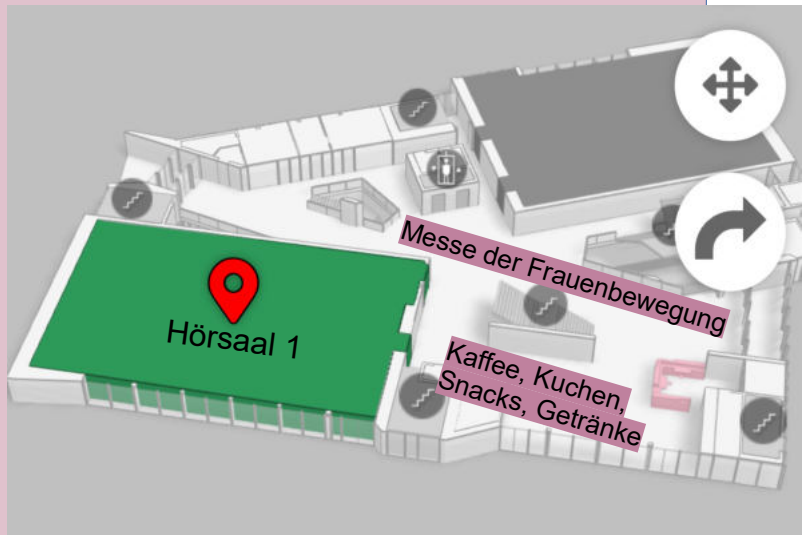 Messe der Frauenbewegung
Hörsaal 1
Kaffee, Kuchen,
Snacks, Getränke